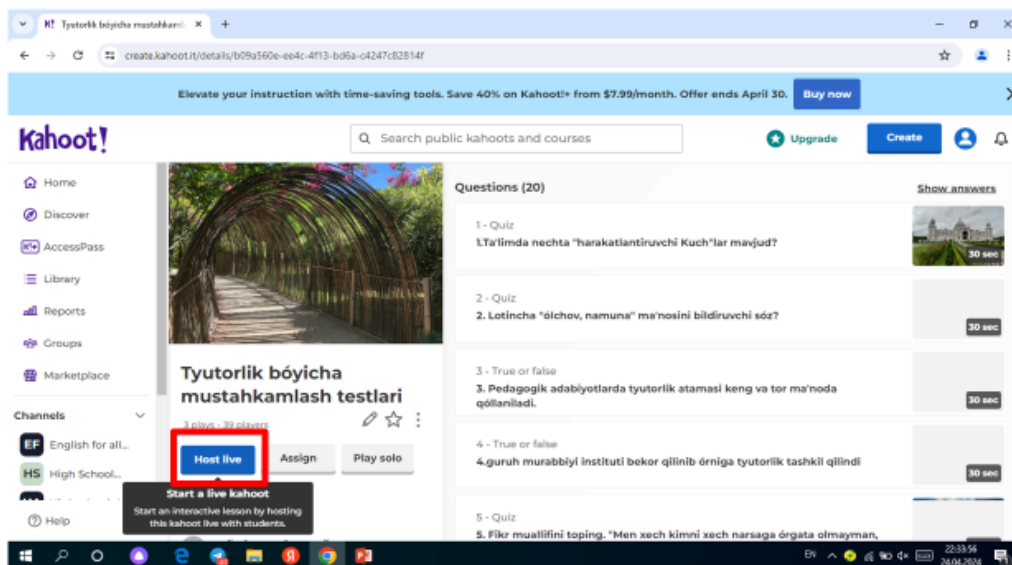 K! Tyutorlik bóyicha mustahkaml
create.kahoot.it/details/b09a560e-ee4c-4f13-bd6a-c4247c82814f
Elevate your instruction with time-saving tools. Save 40% on Kahoot!+ from $7.99/month. Offer ends April 30. Buy now
Kahoot!
Search public kahoots and courses
Upgrade
Create
Home
Discover
AccessPass
Library
Reports
Groups
Marketplace
Channels
EF English for all...
HS High School...
Help
Tyutorlik bóyicha
mustahkamlash testlari
3 plays · 39 players
Host live
Assign
Play solo
Start a live kahoot
Start an interactive lesson by hosting
this kahoot live with students.
Questions (20)
Show answers
1 - Quiz
1.Ta'limda nechta "harakatlantiruvchi Kuch"lar mavjud?
30 sec
2 - Quiz
2. Lotincha "ólchov, namuna" ma'nosini bildiruvchi sóz?
30 sec
3 - True or false
3. Pedagogik adabiyotlarda tyutorlik atamasi keng va tor ma'noda
qóllaniladi.
30 sec
4 - True or false
4.guruh murabbiyi instituti bekor qilinib órniga tyutorlik tashkil qilindi
30 sec
5 - Quiz
5. Fikr muallifini toping. "Men xech kimni xech narsaga órgata olmayman,
EN
22:33:56
24.04.2024